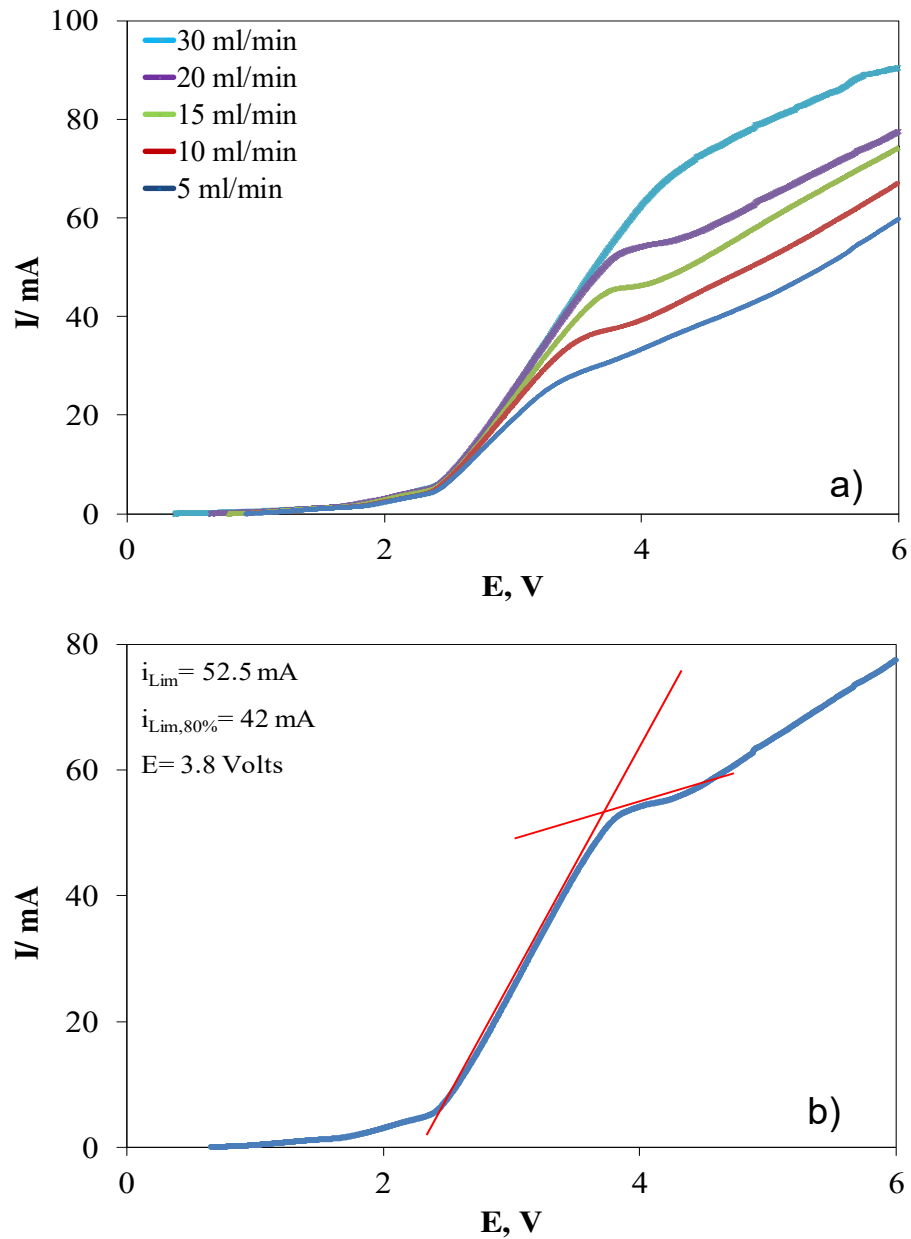 100
80
60
40
20
0
I/ mA
30 ml/min
20 ml/min
15 ml/min
10 ml/min
5 ml/min
a)
0 2 4 6
E, V
80
60
40
20
0
I/ mA
iLim= 52.5 mA
iLim,80%= 42 mA
E= 3.8 Volts
b)
0 2 4 6
E, V